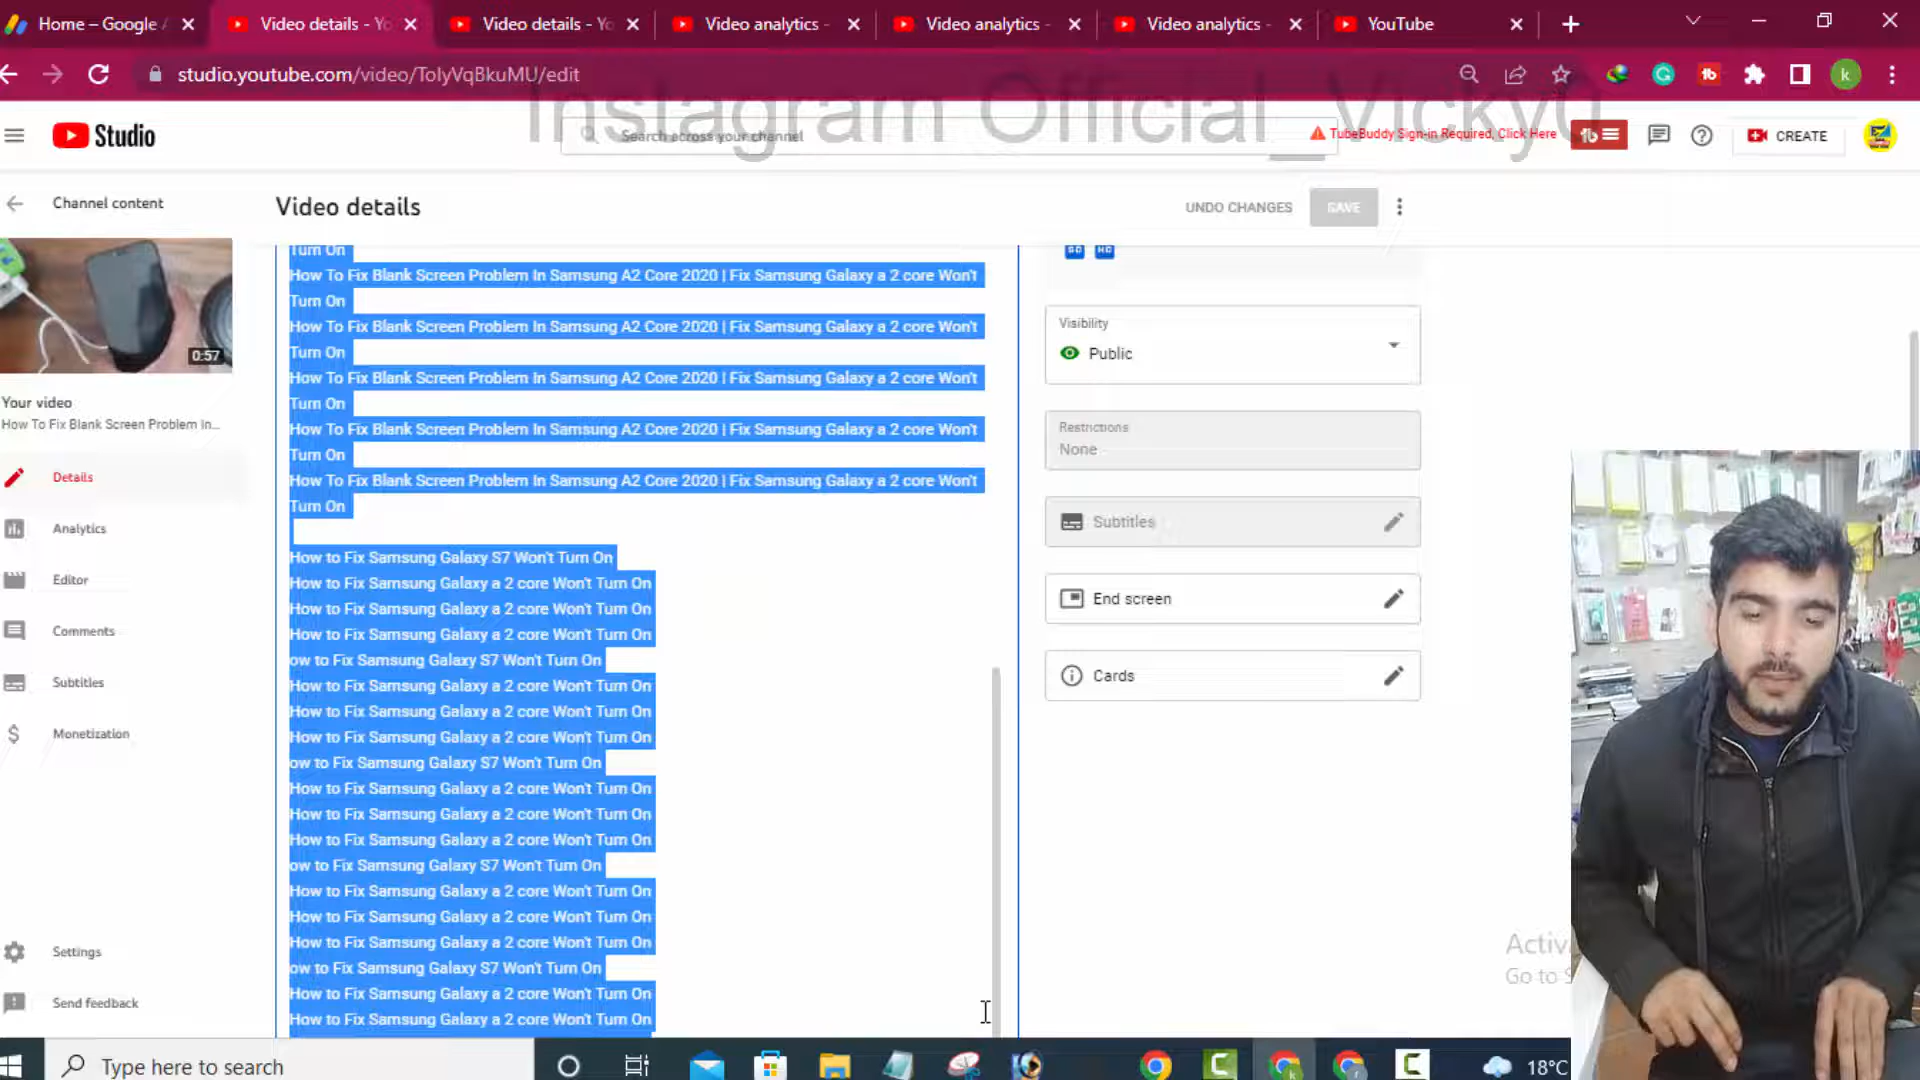 Home – Google A
Video details - Yo
Video details - Yo
Video analytics -
Video analytics -
Video analytics -
YouTube
studio.youtube.com/video/ToIyVqBkuMU/edit
Instagram Official_Vicky0
Studio
Search across your channel
TubeBuddy Sign-in Required, Click Here
tb
CREATE
Channel content
Video details
UNDO CHANGES
SAVE
0:57
Your video
How To Fix Blank Screen Problem In...
Details
Analytics
Editor
Comments
Subtitles
Monetization
Settings
Send feedback
Turn On
How To Fix Blank Screen Problem In Samsung A2 Core 2020 | Fix Samsung Galaxy a 2 core Won't
Turn On
How To Fix Blank Screen Problem In Samsung A2 Core 2020 | Fix Samsung Galaxy a 2 core Won't
Turn On
How To Fix Blank Screen Problem In Samsung A2 Core 2020 | Fix Samsung Galaxy a 2 core Won't
Turn On
How To Fix Blank Screen Problem In Samsung A2 Core 2020 | Fix Samsung Galaxy a 2 core Won't
Turn On
How To Fix Blank Screen Problem In Samsung A2 Core 2020 | Fix Samsung Galaxy a 2 core Won't
Turn On
How to Fix Samsung Galaxy S7 Won't Turn On
How to Fix Samsung Galaxy a 2 core Won't Turn On
How to Fix Samsung Galaxy a 2 core Won't Turn On
How to Fix Samsung Galaxy a 2 core Won't Turn On
ow to Fix Samsung Galaxy S7 Won't Turn On
How to Fix Samsung Galaxy a 2 core Won't Turn On
How to Fix Samsung Galaxy a 2 core Won't Turn On
How to Fix Samsung Galaxy a 2 core Won't Turn On
ow to Fix Samsung Galaxy S7 Won't Turn On
How to Fix Samsung Galaxy a 2 core Won't Turn On
How to Fix Samsung Galaxy a 2 core Won't Turn On
How to Fix Samsung Galaxy a 2 core Won't Turn On
ow to Fix Samsung Galaxy S7 Won't Turn On
How to Fix Samsung Galaxy a 2 core Won't Turn On
How to Fix Samsung Galaxy a 2 core Won't Turn On
How to Fix Samsung Galaxy a 2 core Won't Turn On
ow to Fix Samsung Galaxy S7 Won't Turn On
How to Fix Samsung Galaxy a 2 core Won't Turn On
How to Fix Samsung Galaxy a 2 core Won't Turn On
SD HD
Visibility
Public
Restrictions
None
Subtitles
End screen
Cards
Activ
Go to S
Type here to search
18°C